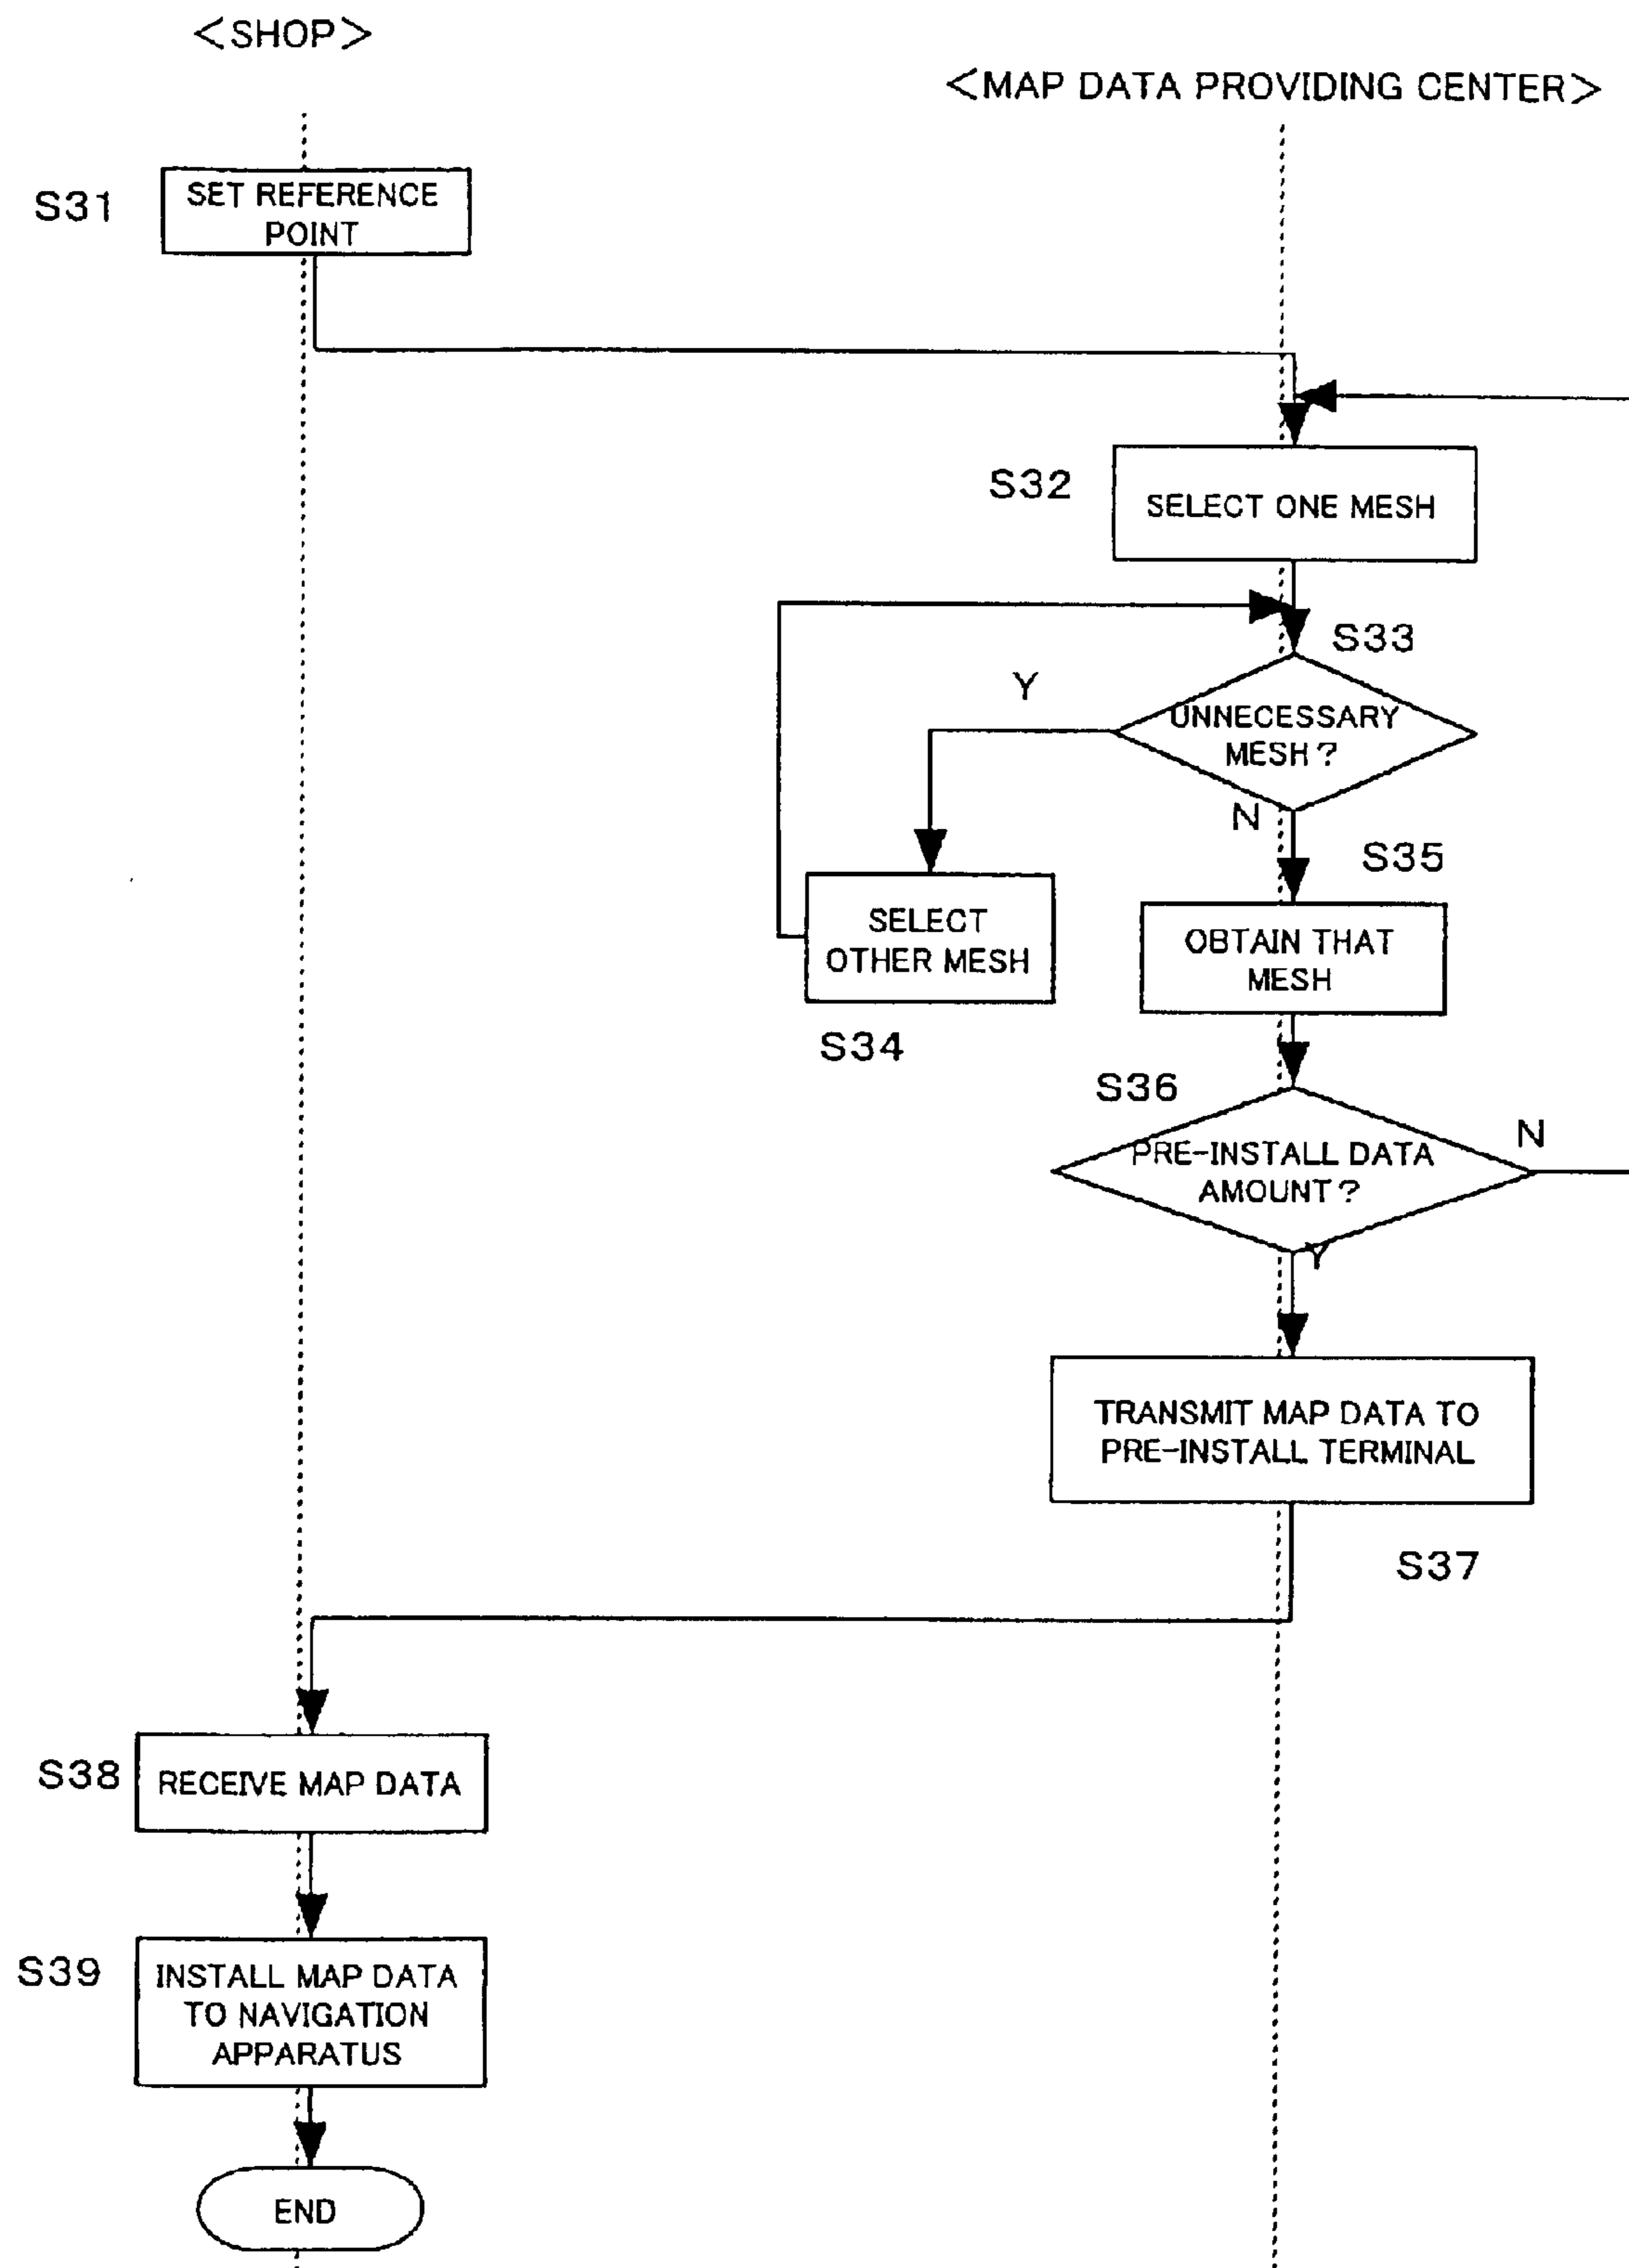 <SHOP>
<MAP DATA PROVIDING CENTER>
S31
SET REFERENCE
POINT
S32
SELECT ONE MESH
S33
Y
UNNECESSARY
MESH?
N
S35
SELECT
OTHER MESH
OBTAIN THAT
MESH
S34
S36
N
PRE-INSTALL DATA
AMOUNT?
Y
TRANSMIT MAP DATA TO
PRE-INSTALL TERMINAL
S37
S38
RECEIVE MAP DATA
S39
INSTALL MAP DATA
TO NAVIGATION
APPARATUS
END